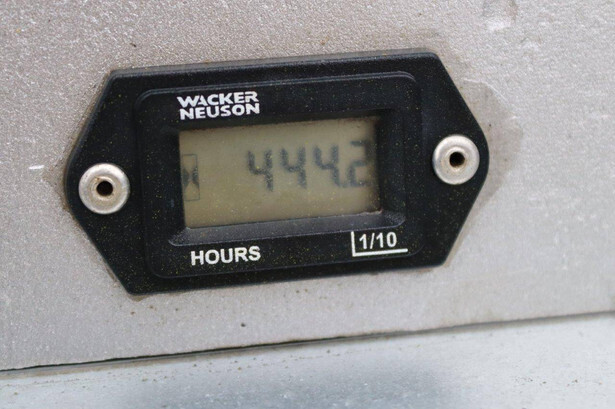 WACKER
NEUSON
444.2
HOURS 1/10